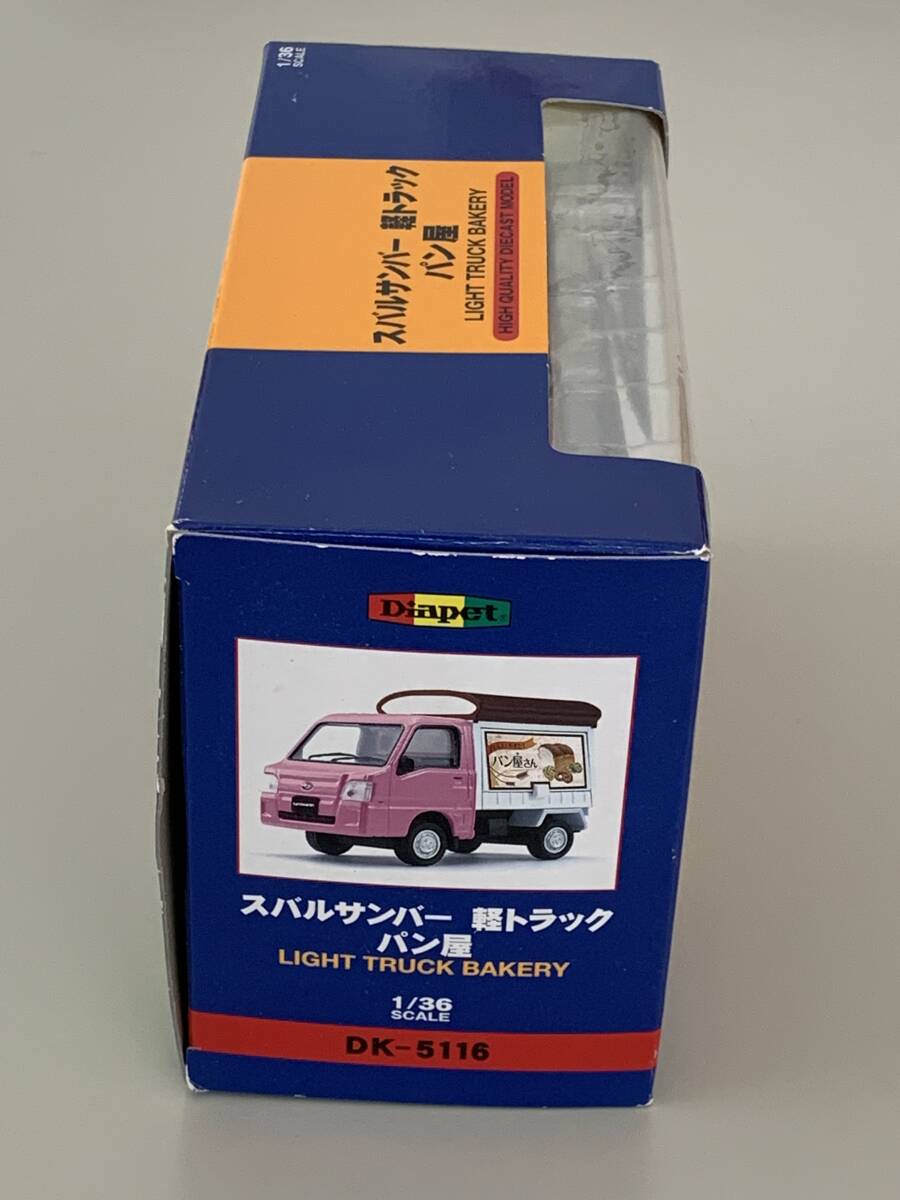 1/36
SCALE
スバルサンバー 軽トラック
パン屋
LIGHT TRUCK BAKERY
HIGH QUALITY DIECAST MODEL
Diapet
パン屋さん
スバルサンバー 軽トラック
パン屋
LIGHT TRUCK BAKERY
1/36
SCALE
DK-5116